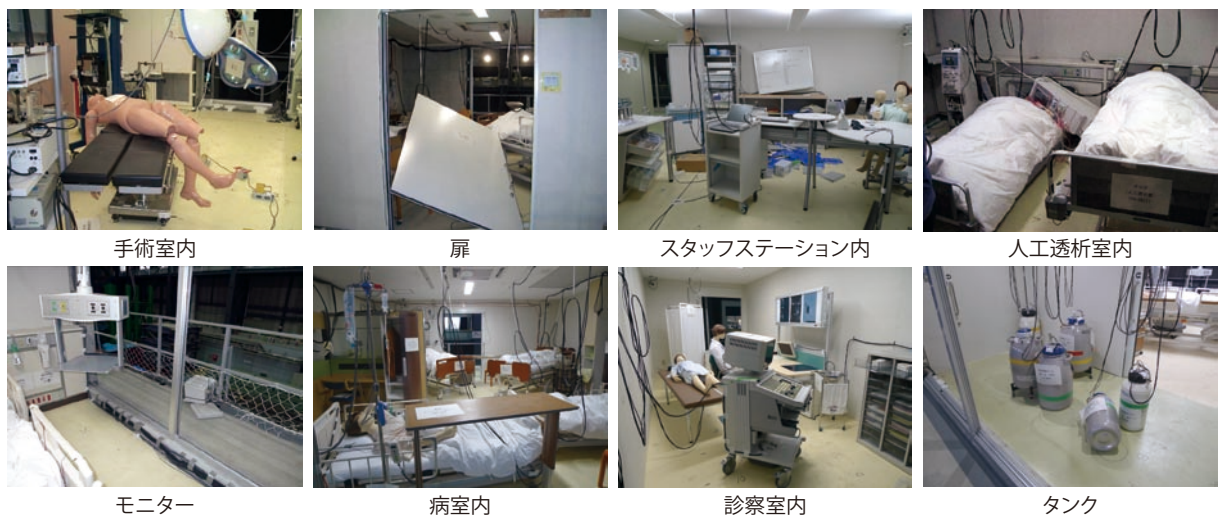 手術室内
扉
スタッフステーション内
人工透析室内
モニター
病室内
診察室内
タンク